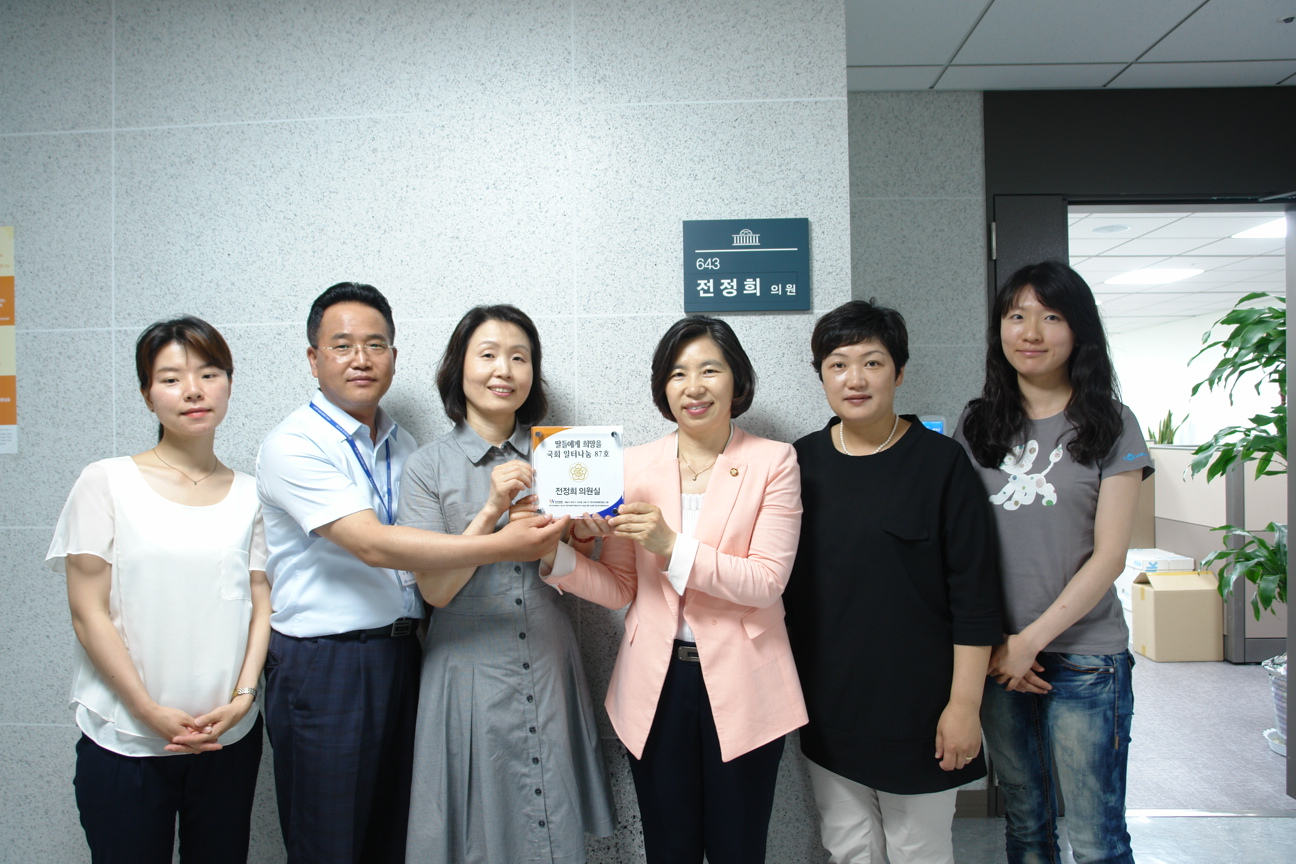 643
전정희 의원
딸들에게 희망을
국회 일터나눔 87호
전정희 의원실